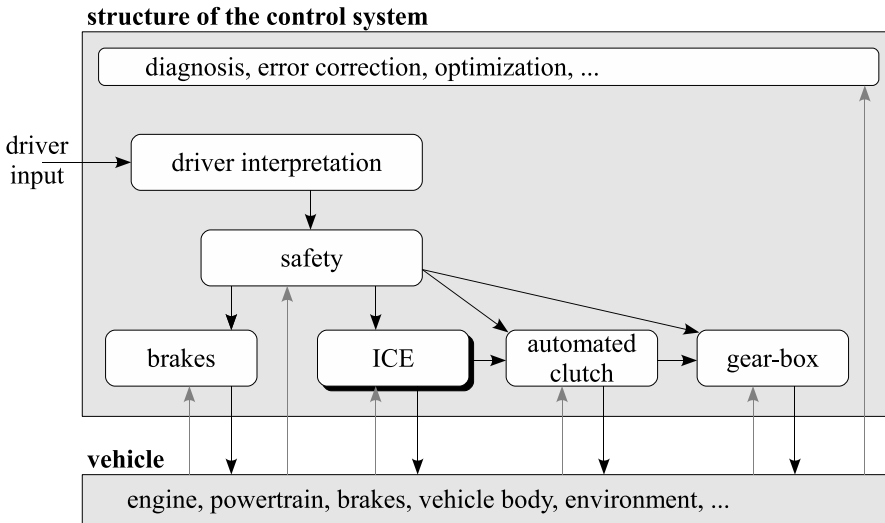 structure of the control system
diagnosis, error correction, optimization, ...
driver
input
driver interpretation
safety
brakes
ICE
automated
clutch
gear-box
vehicle
engine, powertrain, brakes, vehicle body, environment, ...